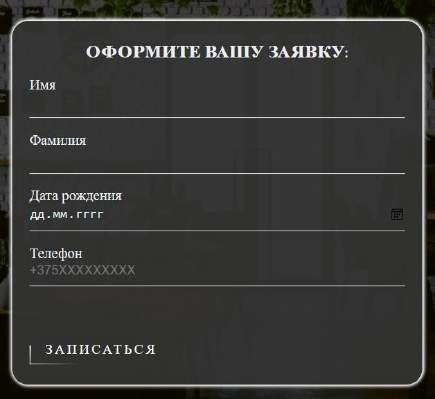 ОФОРМИТЕ ВАШУ ЗАЯВКУ:
Имя
Фамилия
Дата рождения
дд.мм.гггг
Телефон
+375XXXXXXXXX
ЗАПИСАТЬСЯ